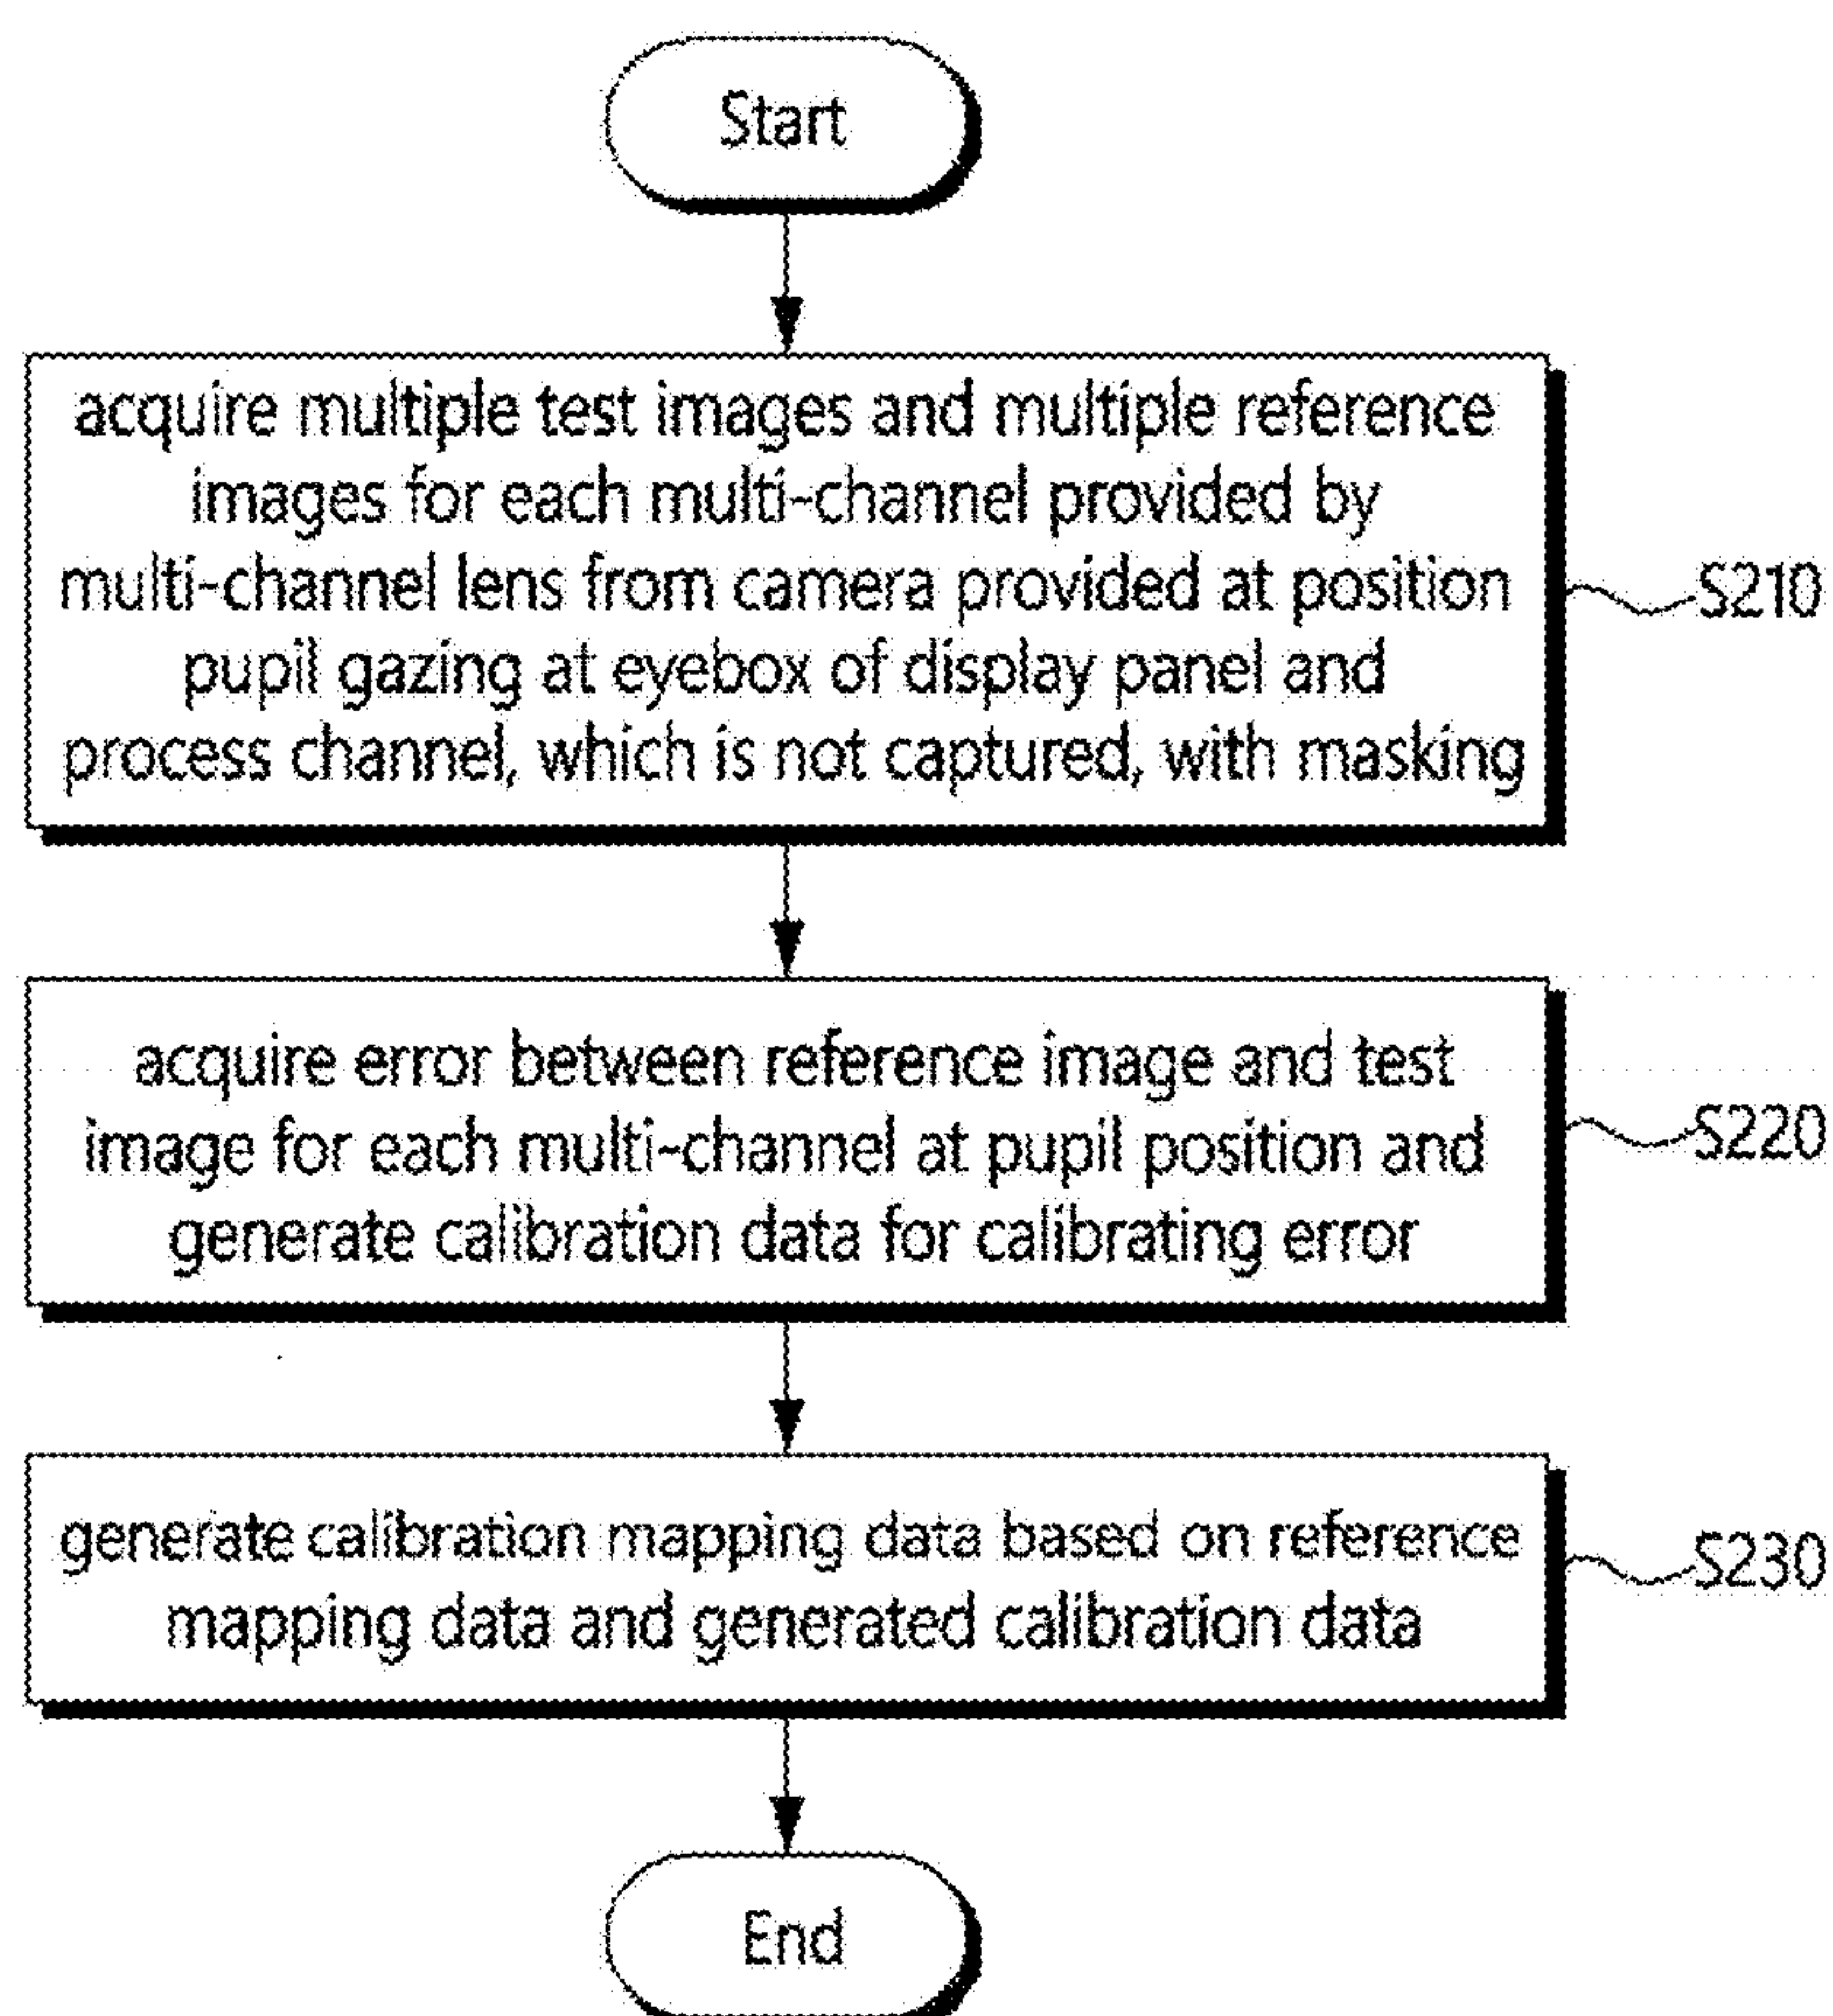 Start
acquire multiple test images and multiple reference
images for each multi-channel provided by
multi-channel lens from camera provided at position
pupil gazing at eyebox of display panel and
process channel, which is not captured, with masking
S210
acquire error between reference image and test
image for each multi-channel at pupil position and
generate calibration data for calibrating error
S220
generate calibration mapping data based on reference
mapping data and generated calibration data
S230
End